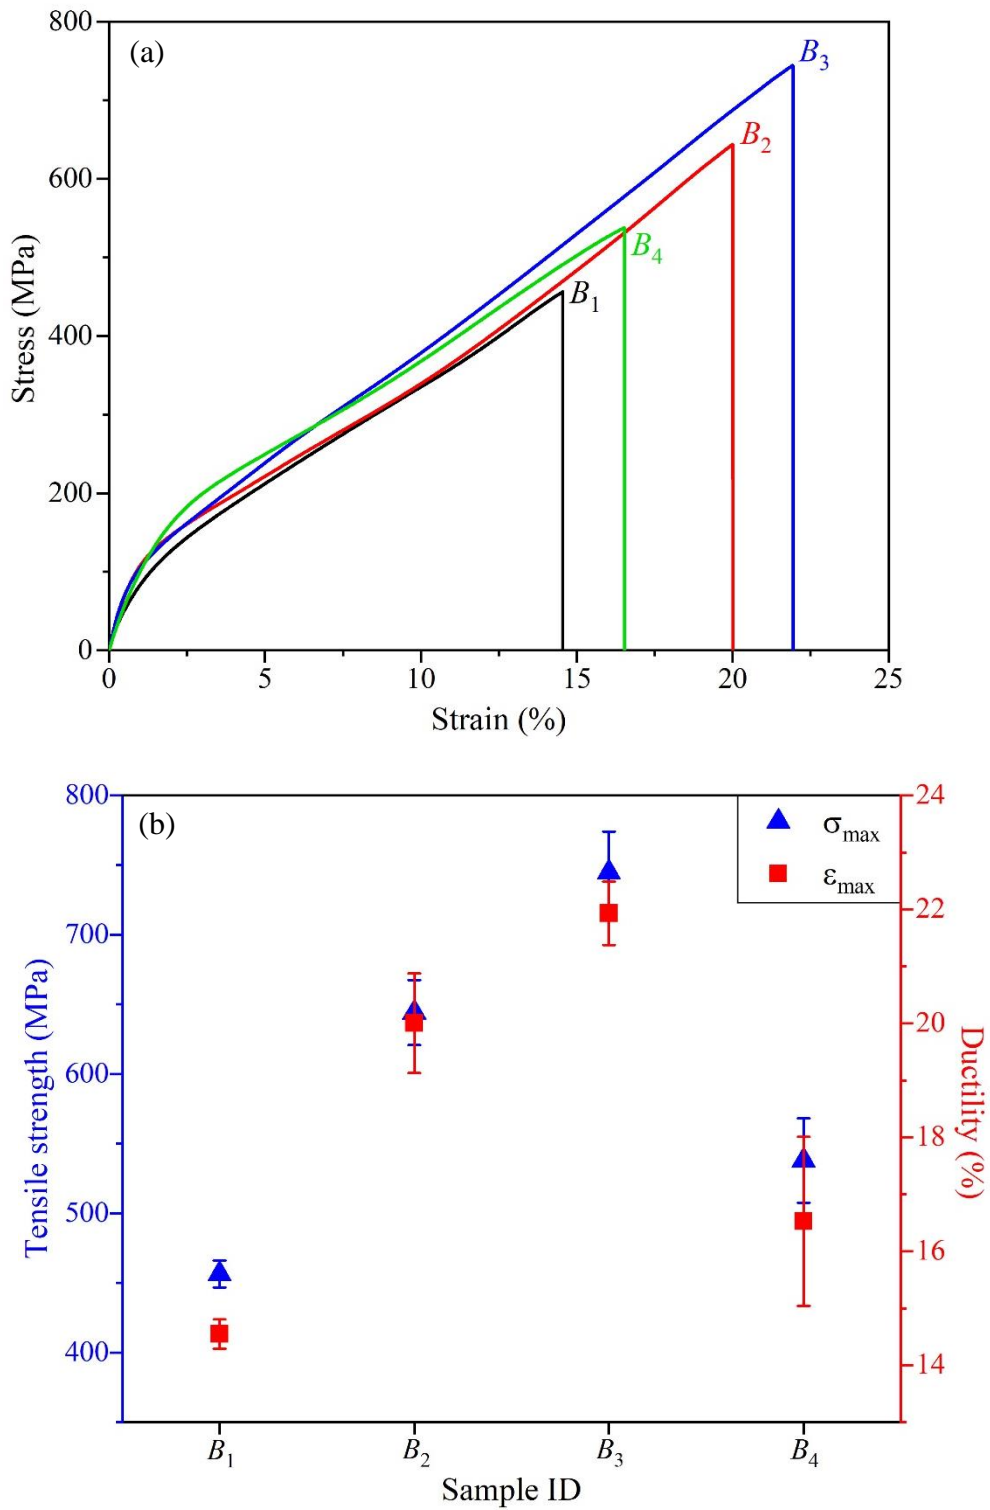 (a)
800
600
400
200
0
B₃
B₂
B₄
B₁
Stress (MPa)
0 5 10 15 20 25
Strain (%)
(b)
σmax
εmax
800
700
600
500
400
Tensile strength (MPa)
24
22
20
18
16
14
Ductility (%)
B₁ B₂ B₃ B₄
Sample ID